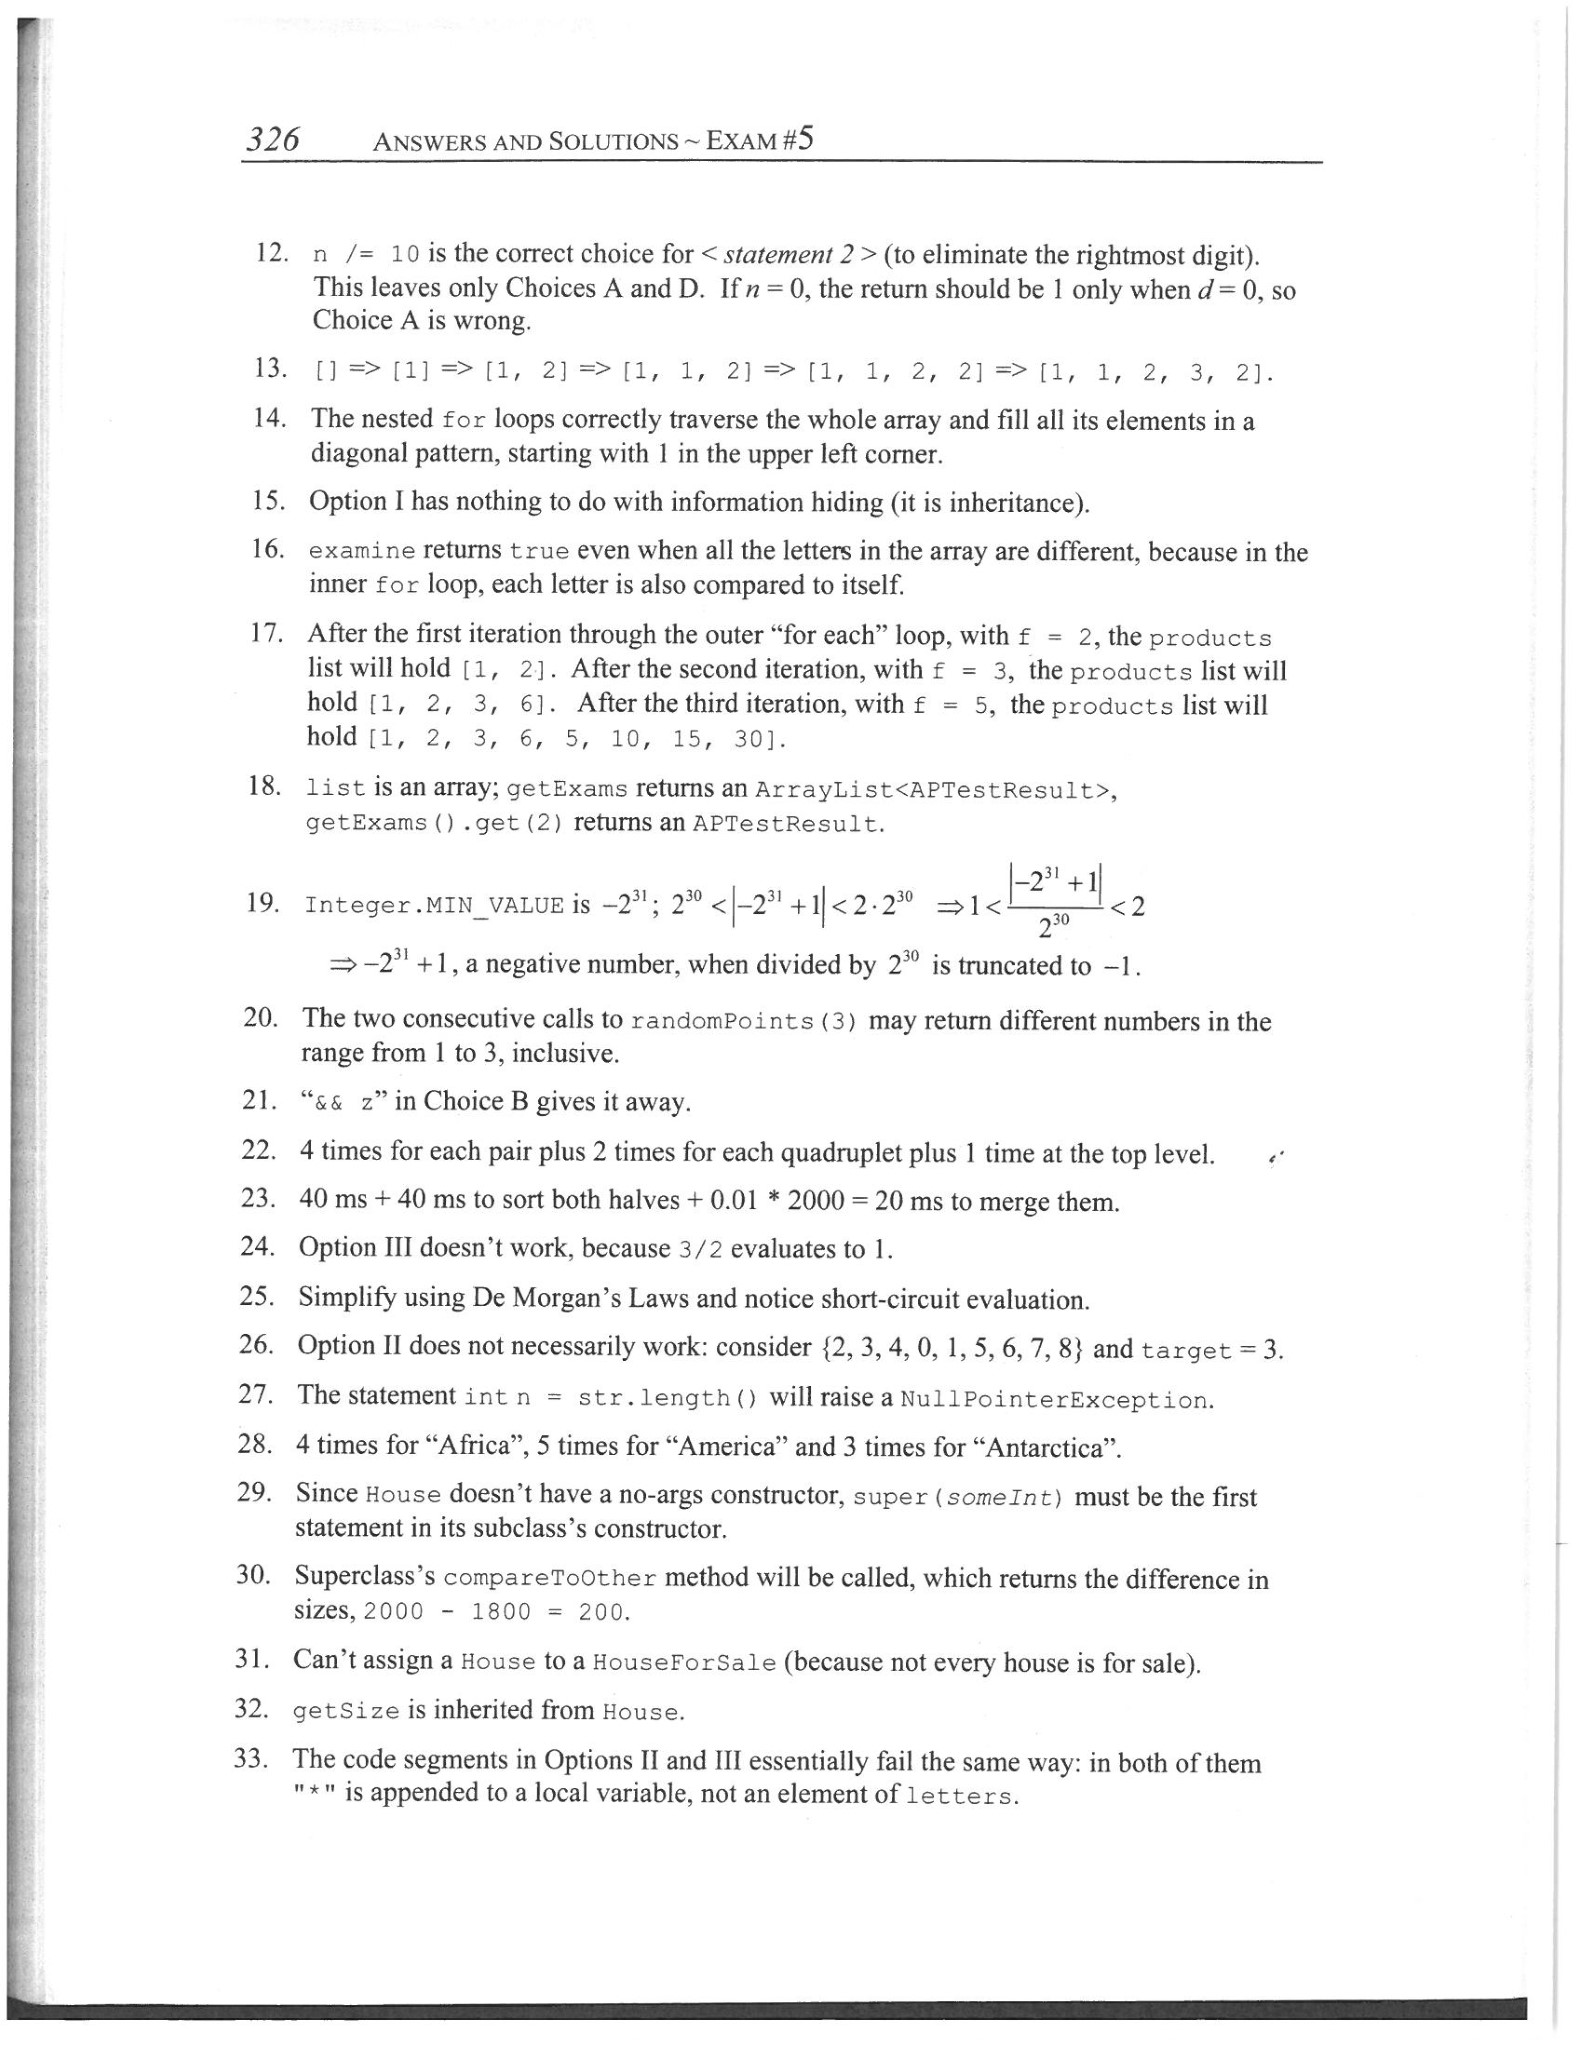 326 ANSWERS AND SOLUTIONS ~ EXAM #5
12. n /= 10 is the correct choice for < statement 2 > (to eliminate the rightmost digit).
This leaves only Choices A and D. If n = 0, the return should be 1 only when d = 0, so
Choice A is wrong.
13. [] => [1] => [1, 2] => [1, 1, 2] => [1, 1, 2, 2] => [1, 1, 2, 3, 2].
14. The nested for loops correctly traverse the whole array and fill all its elements in a
diagonal pattern, starting with 1 in the upper left corner.
15. Option I has nothing to do with information hiding (it is inheritance).
16. examine returns true even when all the letters in the array are different, because in the
inner for loop, each letter is also compared to itself.
17. After the first iteration through the outer “for each” loop, with f = 2, the products
list will hold [1, 2]. After the second iteration, with f = 3, the products list will
hold [1, 2, 3, 6]. After the third iteration, with f = 5, the products list will
hold [1, 2, 3, 6, 5, 10, 15, 30].
18. list is an array; getExams returns an ArrayList<APTestResult>,
getExams().get(2) returns an APTestResult.
19. Integer.MIN_VALUE is −2³¹; 2³⁰ < |−2³¹ + 1| < 2 · 2³⁰ ⇒ 1 < |−2³¹ + 1| / 2³⁰ < 2
⇒ −2³¹ + 1, a negative number, when divided by 2³⁰ is truncated to −1.
20. The two consecutive calls to randomPoints(3) may return different numbers in the
range from 1 to 3, inclusive.
21. “&& z” in Choice B gives it away.
22. 4 times for each pair plus 2 times for each quadruplet plus 1 time at the top level.
23. 40 ms + 40 ms to sort both halves + 0.01 * 2000 = 20 ms to merge them.
24. Option III doesn’t work, because 3/2 evaluates to 1.
25. Simplify using De Morgan’s Laws and notice short-circuit evaluation.
26. Option II does not necessarily work: consider {2, 3, 4, 0, 1, 5, 6, 7, 8} and target = 3.
27. The statement int n = str.length() will raise a NullPointerException.
28. 4 times for “Africa”, 5 times for “America” and 3 times for “Antarctica”.
29. Since House doesn’t have a no-args constructor, super(someInt) must be the first
statement in its subclass’s constructor.
30. Superclass’s compareToOther method will be called, which returns the difference in
sizes, 2000 - 1800 = 200.
31. Can’t assign a House to a HouseForSale (because not every house is for sale).
32. getSize is inherited from House.
33. The code segments in Options II and III essentially fail the same way: in both of them
"*" is appended to a local variable, not an element of letters.